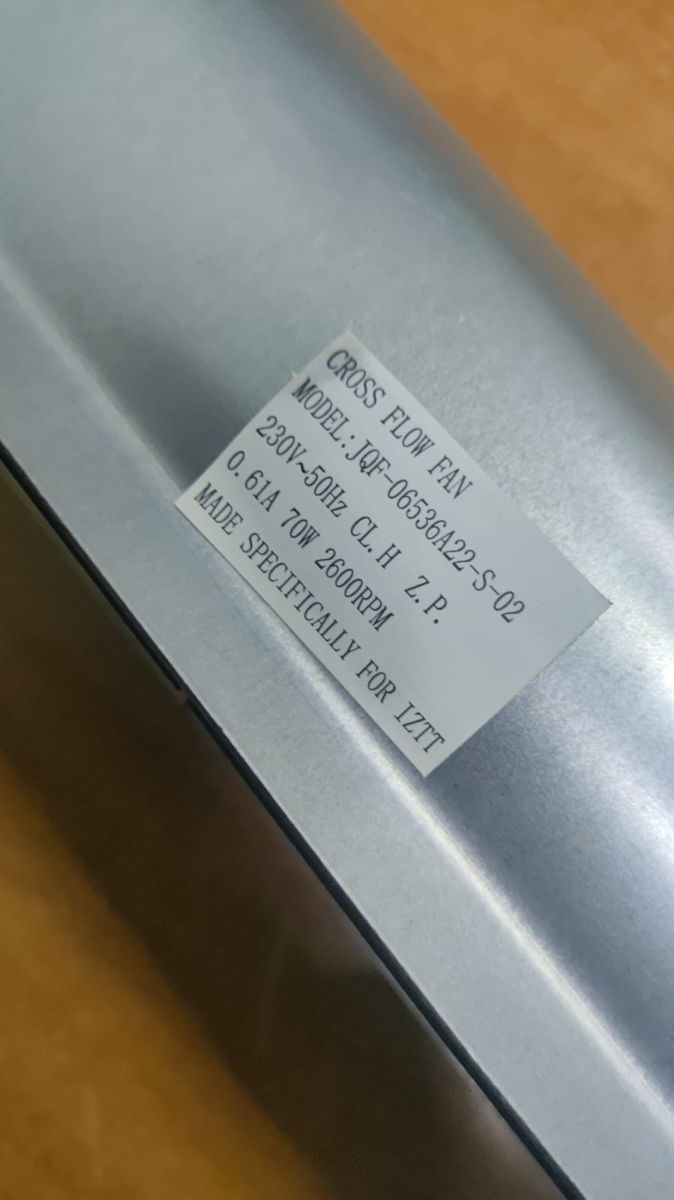 CROSS FLOW FAN
MODEL:JQF-06536A22-S-02
230V~50Hz CL.H Z.P.
0.61A 70W 2600RPM
MADE SPECIFICALLY FOR IZTT